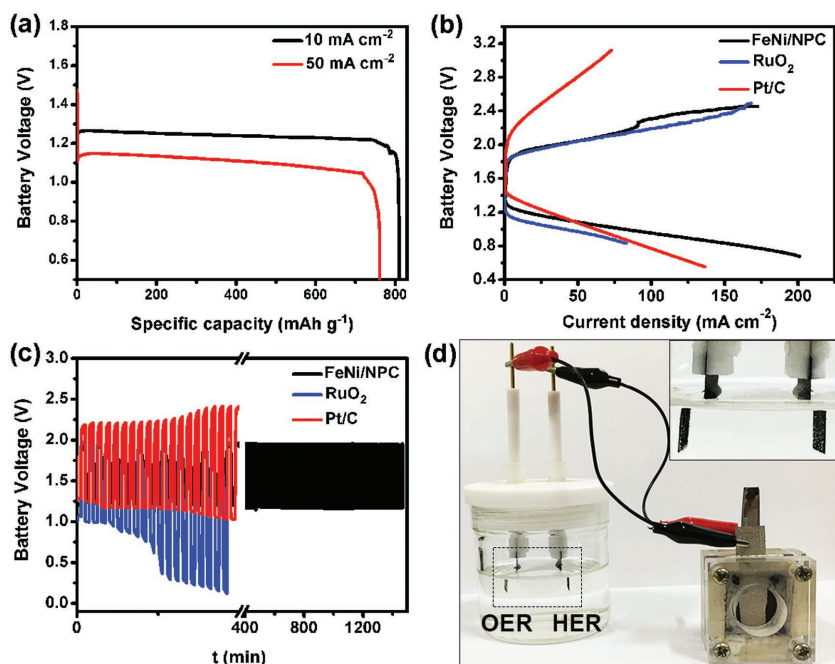 (a)
1.8
1.6
1.4
1.2
1.0
0.8
0.6
Battery Voltage (V)
10 mA cm⁻²
50 mA cm⁻²
0 200 400 600 800
Specific capacity (mAh g⁻¹)
(b)
3.2
2.8
2.4
2.0
1.6
1.2
0.8
0.4
Battery Voltage (V)
FeNi/NPC
RuO₂
Pt/C
0 50 100 150 200
Current density (mA cm⁻²)
(c)
3.0
2.5
2.0
1.5
1.0
0.5
0.0
Battery Voltage (V)
FeNi/NPC
RuO₂
Pt/C
0 400 800 1200
t (min)
(d)
OER HER